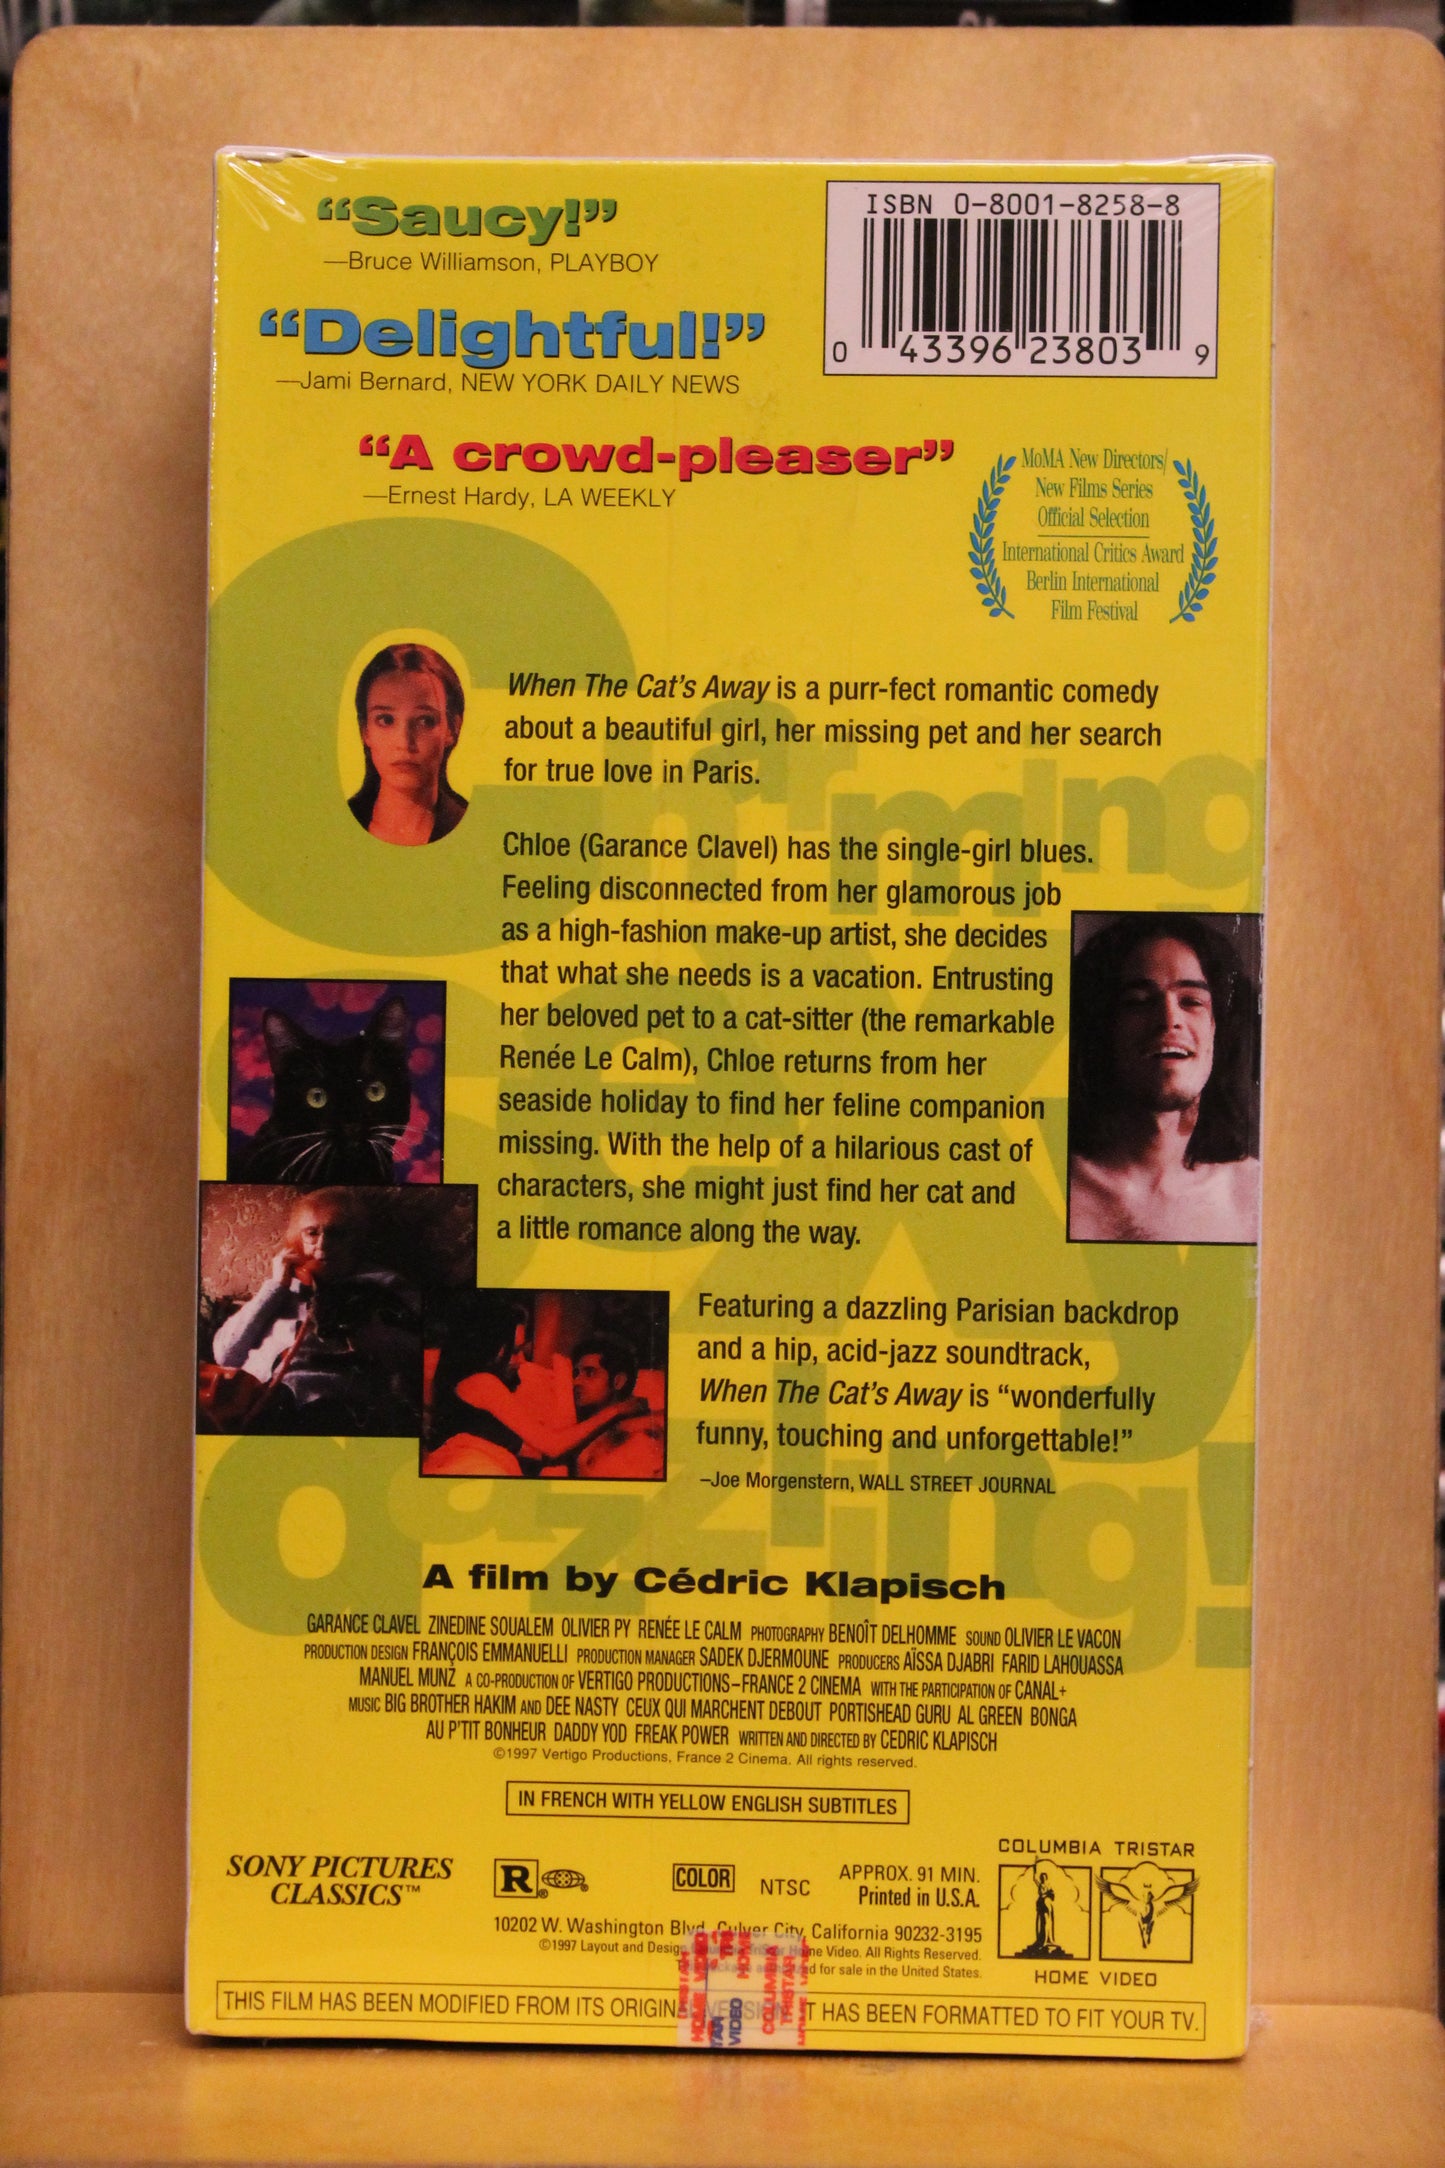 “Saucy!”
—Bruce Williamson, PLAYBOY
“Delightful!”
—Jami Bernard, NEW YORK DAILY NEWS
“A crowd-pleaser”
—Ernest Hardy, LA WEEKLY
ISBN 0-8001-8258-8
0 43396 23803 9
MoMA New Directors/
New Films Series
Official Selection
International Critics Award
Berlin International
Film Festival
When The Cat's Away is a purr-fect romantic comedy
about a beautiful girl, her missing pet and her search
for true love in Paris.
Chloe (Garance Clavel) has the single-girl blues.
Feeling disconnected from her glamorous job
as a high-fashion make-up artist, she decides
that what she needs is a vacation. Entrusting
her beloved pet to a cat-sitter (the remarkable
Renée Le Calm), Chloe returns from her
seaside holiday to find her feline companion
missing. With the help of a hilarious cast of
characters, she might just find her cat and
a little romance along the way.
Featuring a dazzling Parisian backdrop
and a hip, acid-jazz soundtrack,
When The Cat's Away is “wonderfully
funny, touching and unforgettable!”
–Joe Morgenstern, WALL STREET JOURNAL
Charming
sexy
dazzling!
A film by Cédric Klapisch
GARANCE CLAVEL ZINEDINE SOUALEM OLIVIER PY RENÉE LE CALM PHOTOGRAPHY BENOÎT DELHOMME SOUND OLIVIER LE VACON
PRODUCTION DESIGN FRANÇOIS EMMANUELLI PRODUCTION MANAGER SADEK DJERMOUNE PRODUCERS AÏSSA DJABRI FARID LAHOUASSA
MANUEL MUNZ A CO-PRODUCTION OF VERTIGO PRODUCTIONS–FRANCE 2 CINEMA WITH THE PARTICIPATION OF CANAL+
MUSIC BIG BROTHER HAKIM AND DEE NASTY CEUX QUI MARCHENT DEBOUT PORTISHEAD GURU AL GREEN BONGA
AU P'TIT BONHEUR DADDY YOD FREAK POWER WRITTEN AND DIRECTED BY CEDRIC KLAPISCH
©1997 Vertigo Productions, France 2 Cinema. All rights reserved.
IN FRENCH WITH YELLOW ENGLISH SUBTITLES
SONY PICTURES
CLASSICS™
R®
COLOR
NTSC
APPROX. 91 MIN.
Printed in U.S.A.
COLUMBIA TRISTAR
HOME VIDEO
10202 W. Washington Blvd. Culver City, California 90232-3195
©1997 Layout and Design Home Video. All Rights Reserved.
for sale in the United States.
THIS FILM HAS BEEN MODIFIED FROM ITS ORIGINAL VERSION. IT HAS BEEN FORMATTED TO FIT YOUR TV.
HOME VIDEO
COLUMBIA
TRISTAR